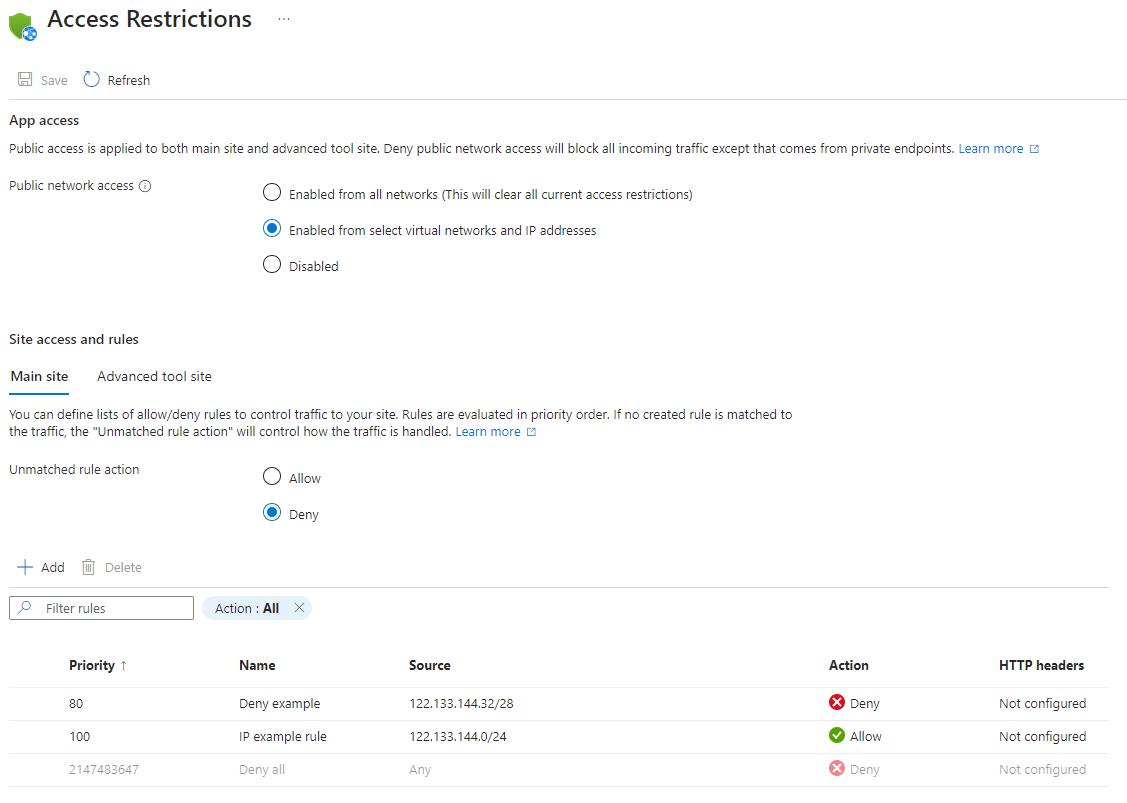 Access Restrictions ...
Save Refresh
App access
Public access is applied to both main site and advanced tool site. Deny public network access will block all incoming traffic except that comes from private endpoints. Learn more
Public network access
Enabled from all networks (This will clear all current access restrictions)
Enabled from select virtual networks and IP addresses
Disabled
Site access and rules
Main site Advanced tool site
You can define lists of allow/deny rules to control traffic to your site. Rules are evaluated in priority order. If no created rule is matched to
the traffic, the "Unmatched rule action" will control how the traffic is handled. Learn more
Unmatched rule action
Allow
Deny
Add Delete
Filter rules Action : All
Priority ↑ Name Source Action HTTP headers
80 Deny example 122.133.144.32/28 Deny Not configured
100 IP example rule 122.133.144.0/24 Allow Not configured
2147483647 Deny all Any Deny Not configured